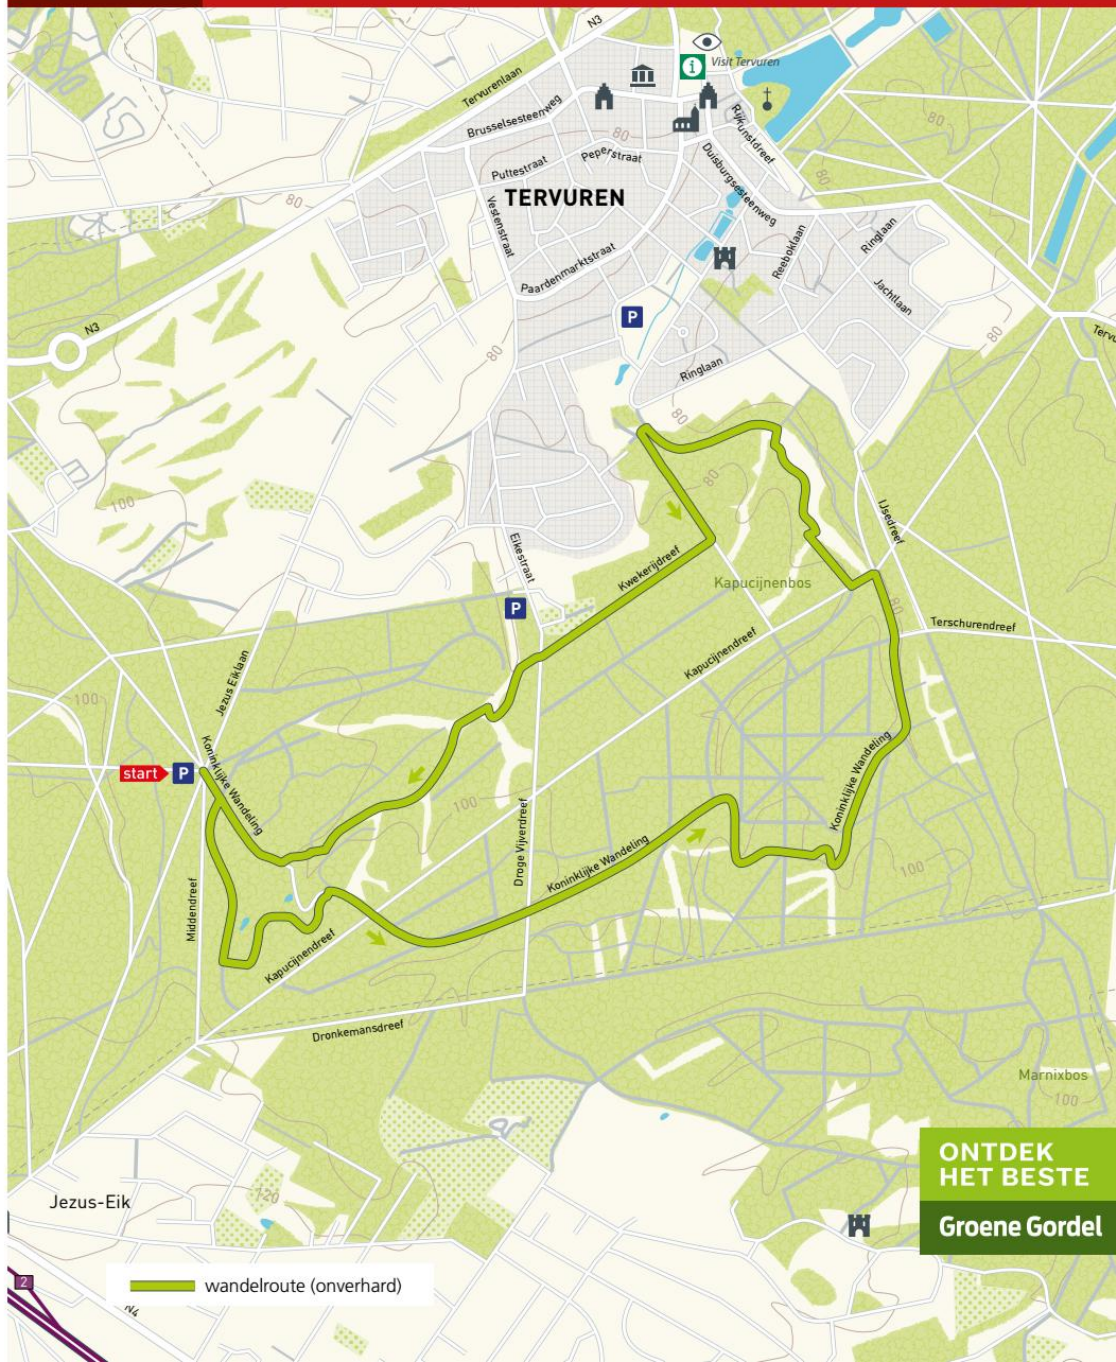 N3
Visit Tervuren
Tervurenlaan
Brusselsesteenweg
Rijkunstdreef
80
Puttestraat
Peperstraat
Duisburgsesteenweg
80
TERVUREN
80
Vestenstraat
Paardenmarktstraat
Reeboklaan
Ringlaan
Jachtlaan
P
N3
80
Tervu
Ringlaan
80
80
100
IJsedreef
Eikestraat
Kwekerijdreef
Kapucijnenbos
P
80
Terschurendreef
Jezus Eiklaan
Kapucijnendreef
100
Koninklijke Wandeling
start
P
100
Koninklijke Wandeling
Droge Vijverdreef
Koninklijke Wandeling
100
Middendreef
Kapucijnendreef
Dronkemansdreef
Marnixbos
100
ONTDEK
HET BESTE
Groene Gordel
Jezus-Eik
120
2
wandelroute (onverhard)
N4